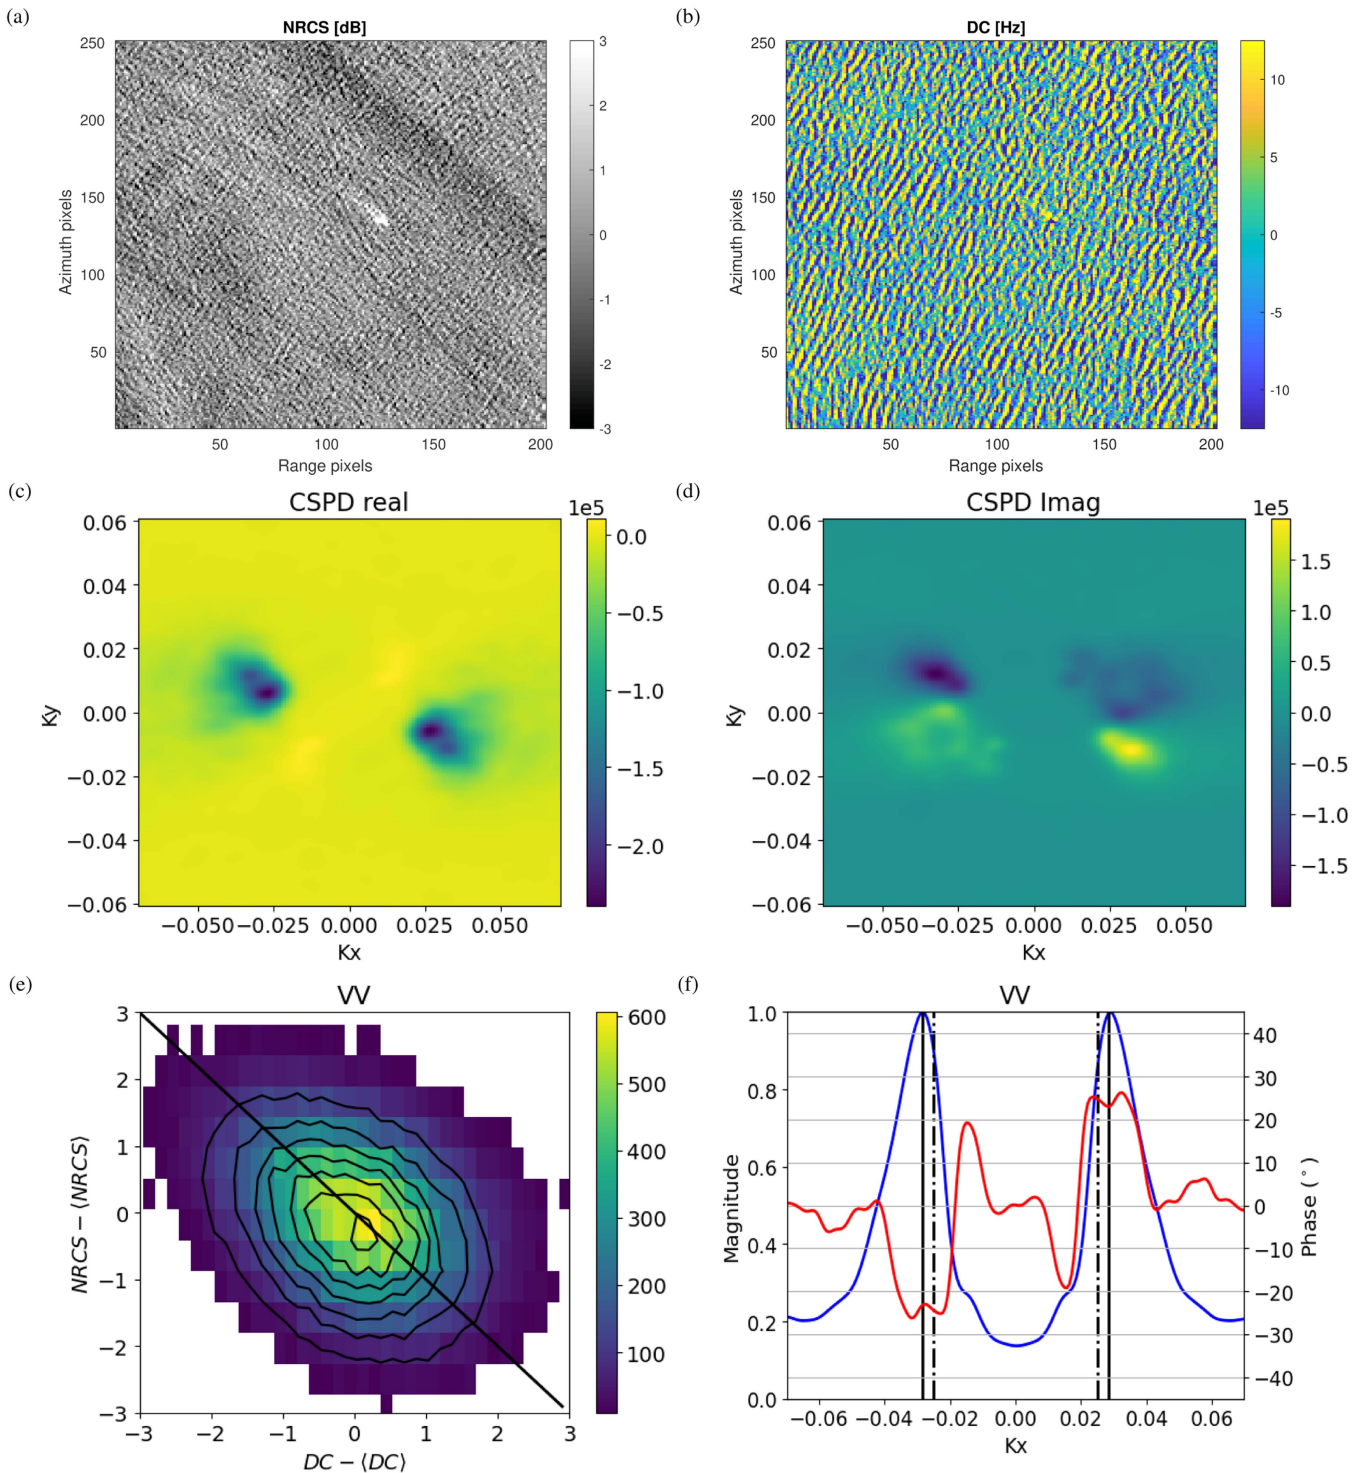 (a)
NRCS [dB]
250
200
150
100
50
50 100 150 200
Azimuth pixels
Range pixels
3
2
1
0
-1
-2
-3
(b)
DC [Hz]
250
200
150
100
50
50 100 150 200
Azimuth pixels
Range pixels
10
5
0
-5
-10
(c)
CSPD real
1e5
0.06
0.04
0.02
0.00
−0.02
−0.04
−0.06
−0.050 −0.025 0.000 0.025 0.050
Ky
Kx
0.0
−0.5
−1.0
−1.5
−2.0
(d)
CSPD Imag
1e5
0.06
0.04
0.02
0.00
−0.02
−0.04
−0.06
−0.050 −0.025 0.000 0.025 0.050
Ky
Kx
1.5
1.0
0.5
0.0
−0.5
−1.0
−1.5
(e)
VV
3
2
1
0
−1
−2
−3
−3 −2 −1 0 1 2 3
NRCS − ⟨NRCS⟩
DC − ⟨DC⟩
600
500
400
300
200
100
(f)
VV
1.0
0.8
0.6
0.4
0.2
0.0
−0.06 −0.04 −0.02 0.00 0.02 0.04 0.06
Magnitude
Kx
40
30
20
10
0
−10
−20
−30
−40
Phase (°)